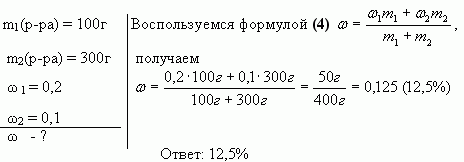 m₁(р-ра) = 100г
m₂(р-ра) = 300г
ω₁ = 0,2
ω₂ = 0,1
ω - ?
Воспользуемся формулой (4) ω = (ω₁m₁ + ω₂m₂)/(m₁ + m₂) ,
получаем
ω = (0,2·100г + 0,1·300г)/(100г + 300г) = 50г/400г = 0,125 (12,5%)
Ответ: 12,5%